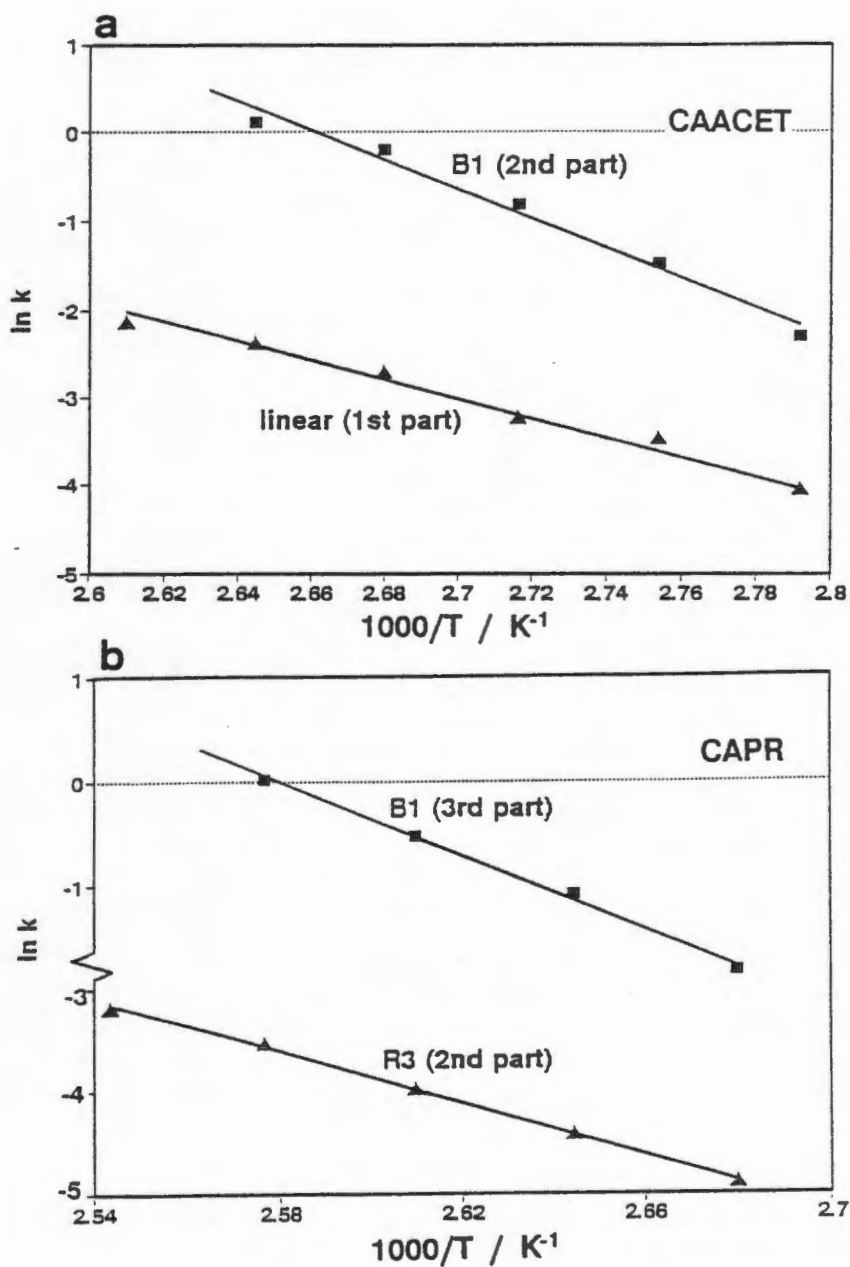 a
1
0
-1
-2
-3
-4
-5
ln k
CAACET
B1 (2nd part)
linear (1st part)
2.6 2.62 2.64 2.66 2.68 2.7 2.72 2.74 2.76 2.78 2.8
1000/T / K-1
b
1
0
-1
-3
-4
-5
ln k
CAPR
B1 (3rd part)
R3 (2nd part)
2.54 2.58 2.62 2.66 2.7
1000/T / K-1